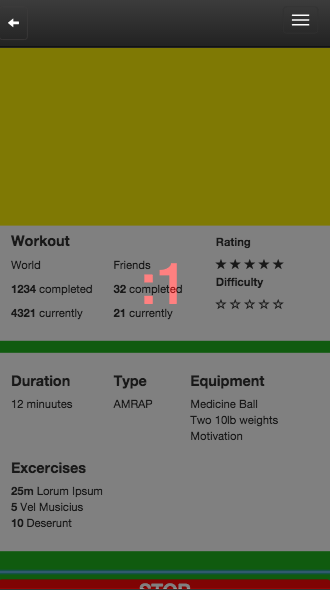 Workout
Rating
World
Friends
★★★★★
:1
1234 completed
32 completed
Difficulty
4321 currently
21 currently
☆☆☆☆☆
Duration
Type
Equipment
12 minuutes
AMRAP
Medicine Ball
Two 10lb weights
Motivation
Excercises
25m Lorum Ipsum
5 Vel Musicius
10 Deserunt
STOP